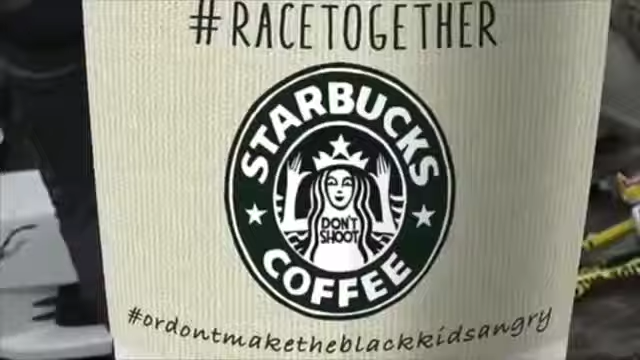 #RACETOGETHER
STARBUCKS
DON'T
SHOOT
COFFEE
#ordontmaketheblackkidsangry